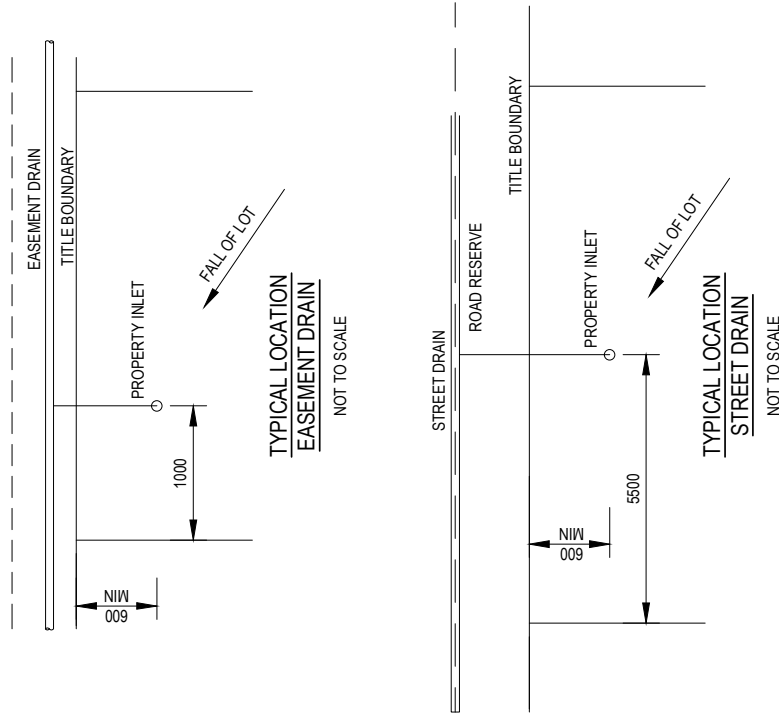 EASEMENT DRAIN
TITLE BOUNDARY
PROPERTY INLET
FALL OF LOT
1000
600
MIN
TYPICAL LOCATION
EASEMENT DRAIN
NOT TO SCALE
STREET DRAIN
ROAD RESERVE
TITLE BOUNDARY
PROPERTY INLET
FALL OF LOT
5500
600
MIN
TYPICAL LOCATION
STREET DRAIN
NOT TO SCALE